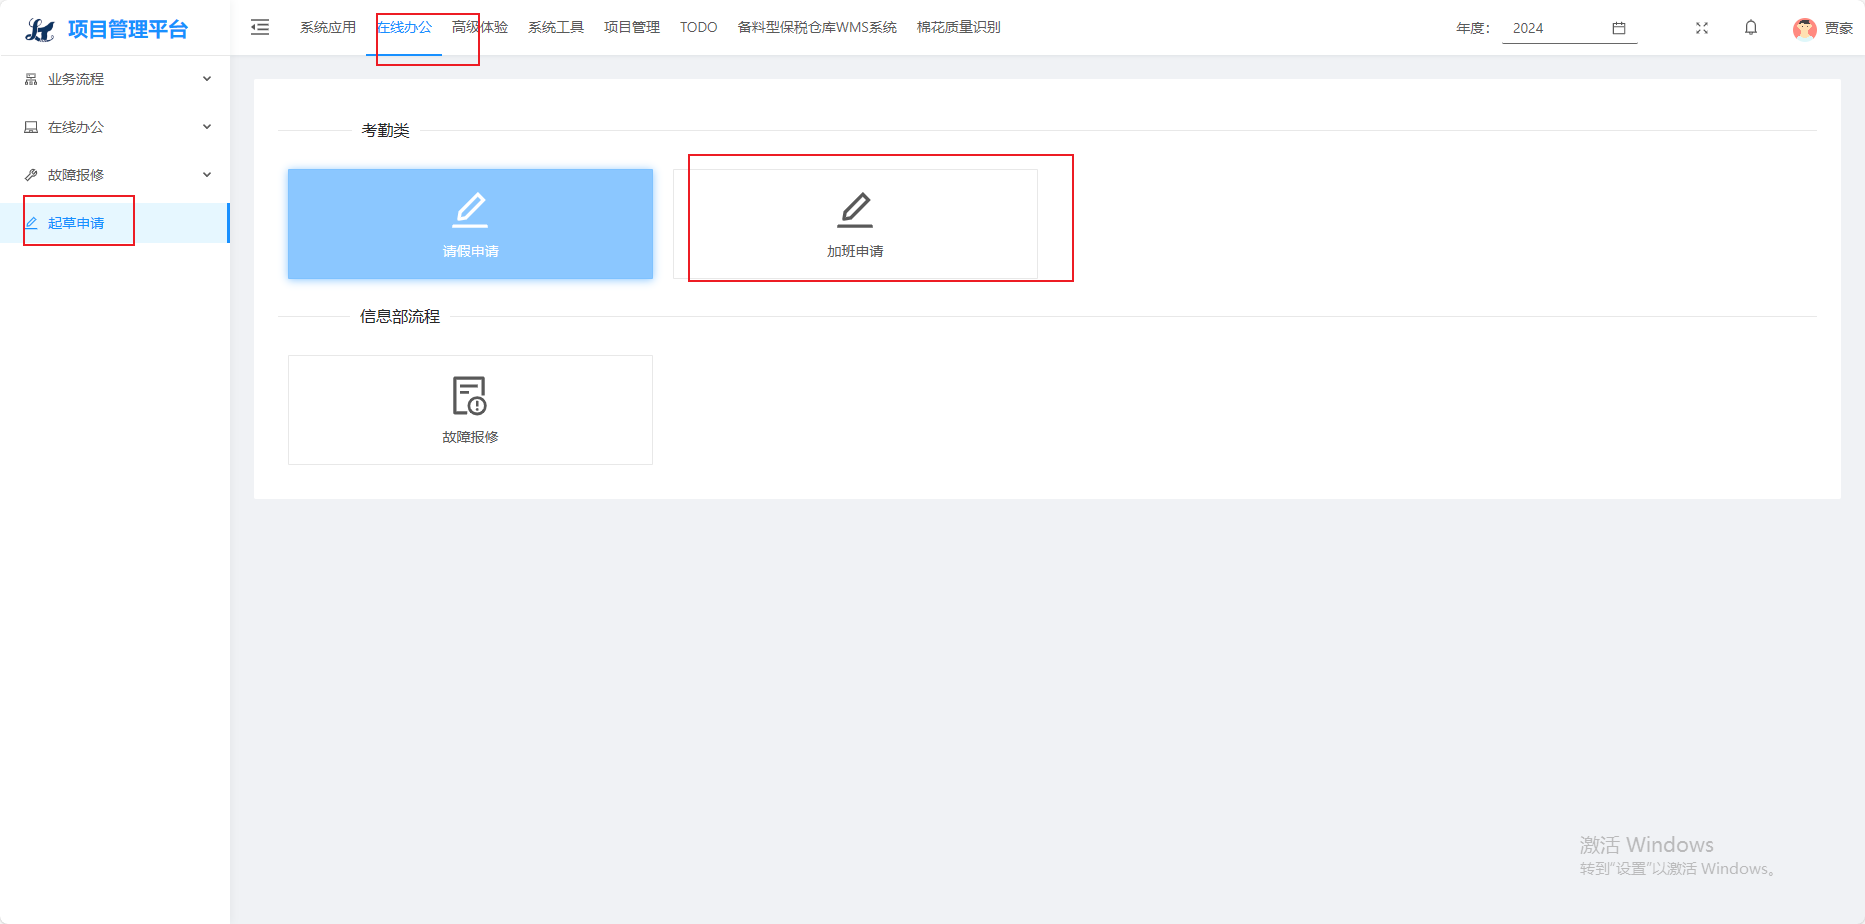 项目管理平台
系统应用 在线办公 高级体验 系统工具 项目管理 TODO 备料型保税仓库WMS系统 棉花质量识别 年度： 2024 贾豪
业务流程
在线办公
故障报修
起草申请
考勤类
请假申请 加班申请
信息部流程
故障报修
激活 Windows
转到"设置"以激活 Windows。